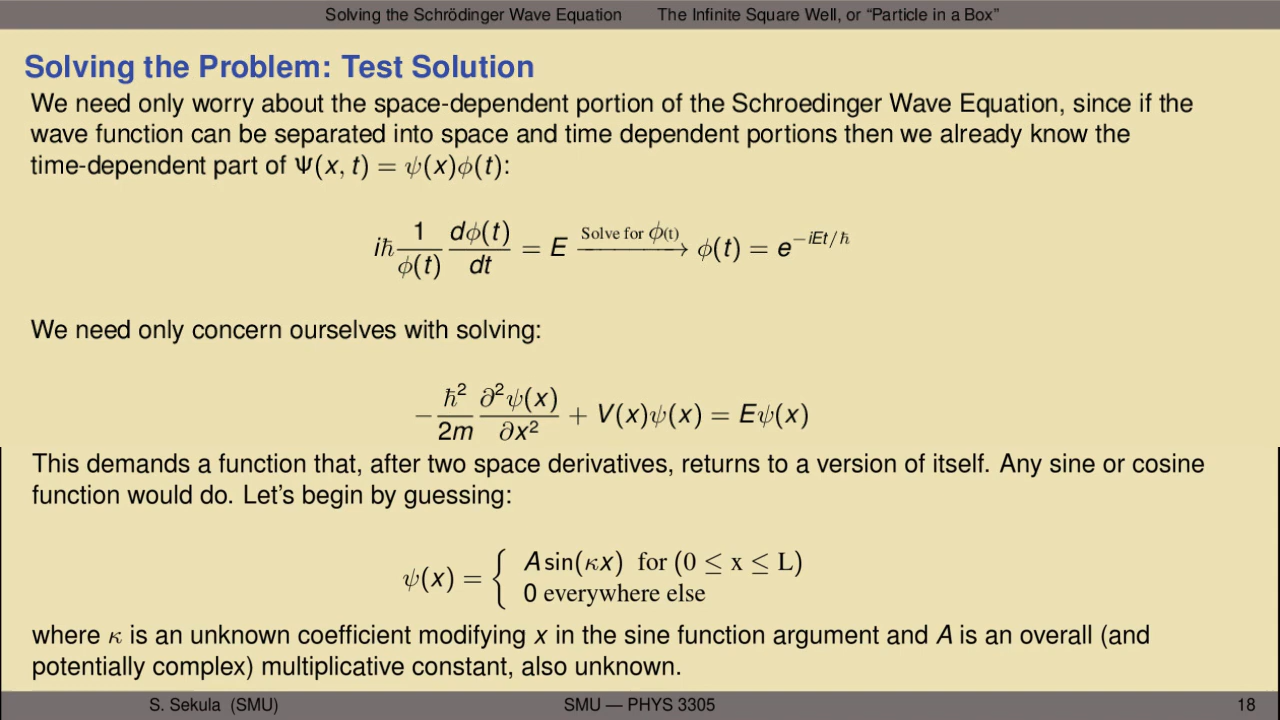 Solving the Schrödinger Wave Equation The Infinite Square Well, or “Particle in a Box”
Solving the Problem: Test Solution
We need only worry about the space-dependent portion of the Schroedinger Wave Equation, since if the
wave function can be separated into space and time dependent portions then we already know the
time-dependent part of Ψ(x, t) = ψ(x)ϕ(t):
iℏ 1/ϕ(t) dϕ(t)/dt = E Solve for ϕ(t) → ϕ(t) = e^{−iEt/ℏ}
We need only concern ourselves with solving:
− ℏ²/2m ∂²ψ(x)/∂x² + V(x)ψ(x) = Eψ(x)
This demands a function that, after two space derivatives, returns to a version of itself. Any sine or cosine
function would do. Let’s begin by guessing:
ψ(x) = { A sin(κx) for (0 ≤ x ≤ L)
0 everywhere else
where κ is an unknown coefficient modifying x in the sine function argument and A is an overall (and
potentially complex) multiplicative constant, also unknown.
S. Sekula (SMU) SMU — PHYS 3305 18